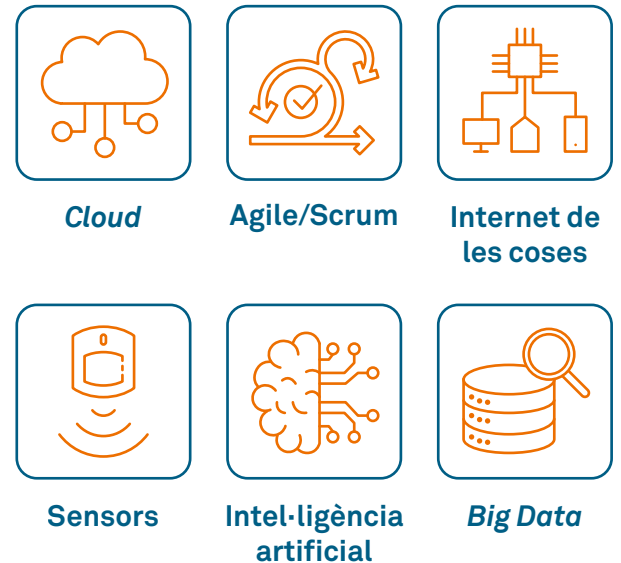 Cloud
Agile/Scrum
Internet de
les coses
Sensors
Intel·ligència
artificial
Big Data